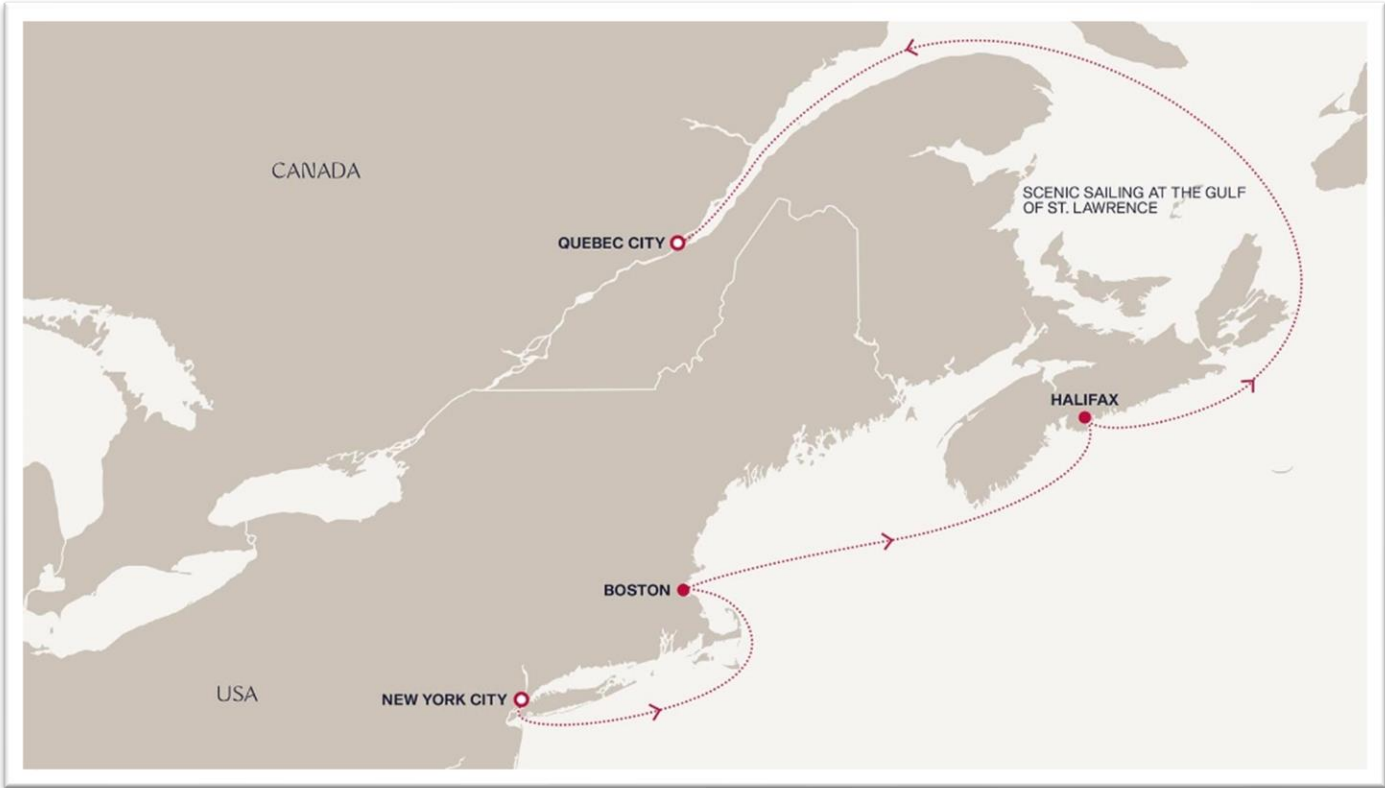 CANADA
SCENIC SAILING AT THE GULF
OF ST. LAWRENCE
QUEBEC CITY
HALIFAX
BOSTON
USA
NEW YORK CITY